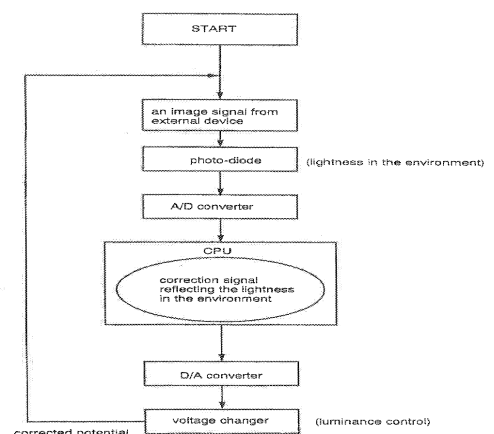 START
an image signal from
external device
photo-diode
(lightness in the environment)
A/D converter
CPU
correction signal
reflecting the lightness
in the environment
D/A converter
voltage changer
(luminance control)
corrected potential